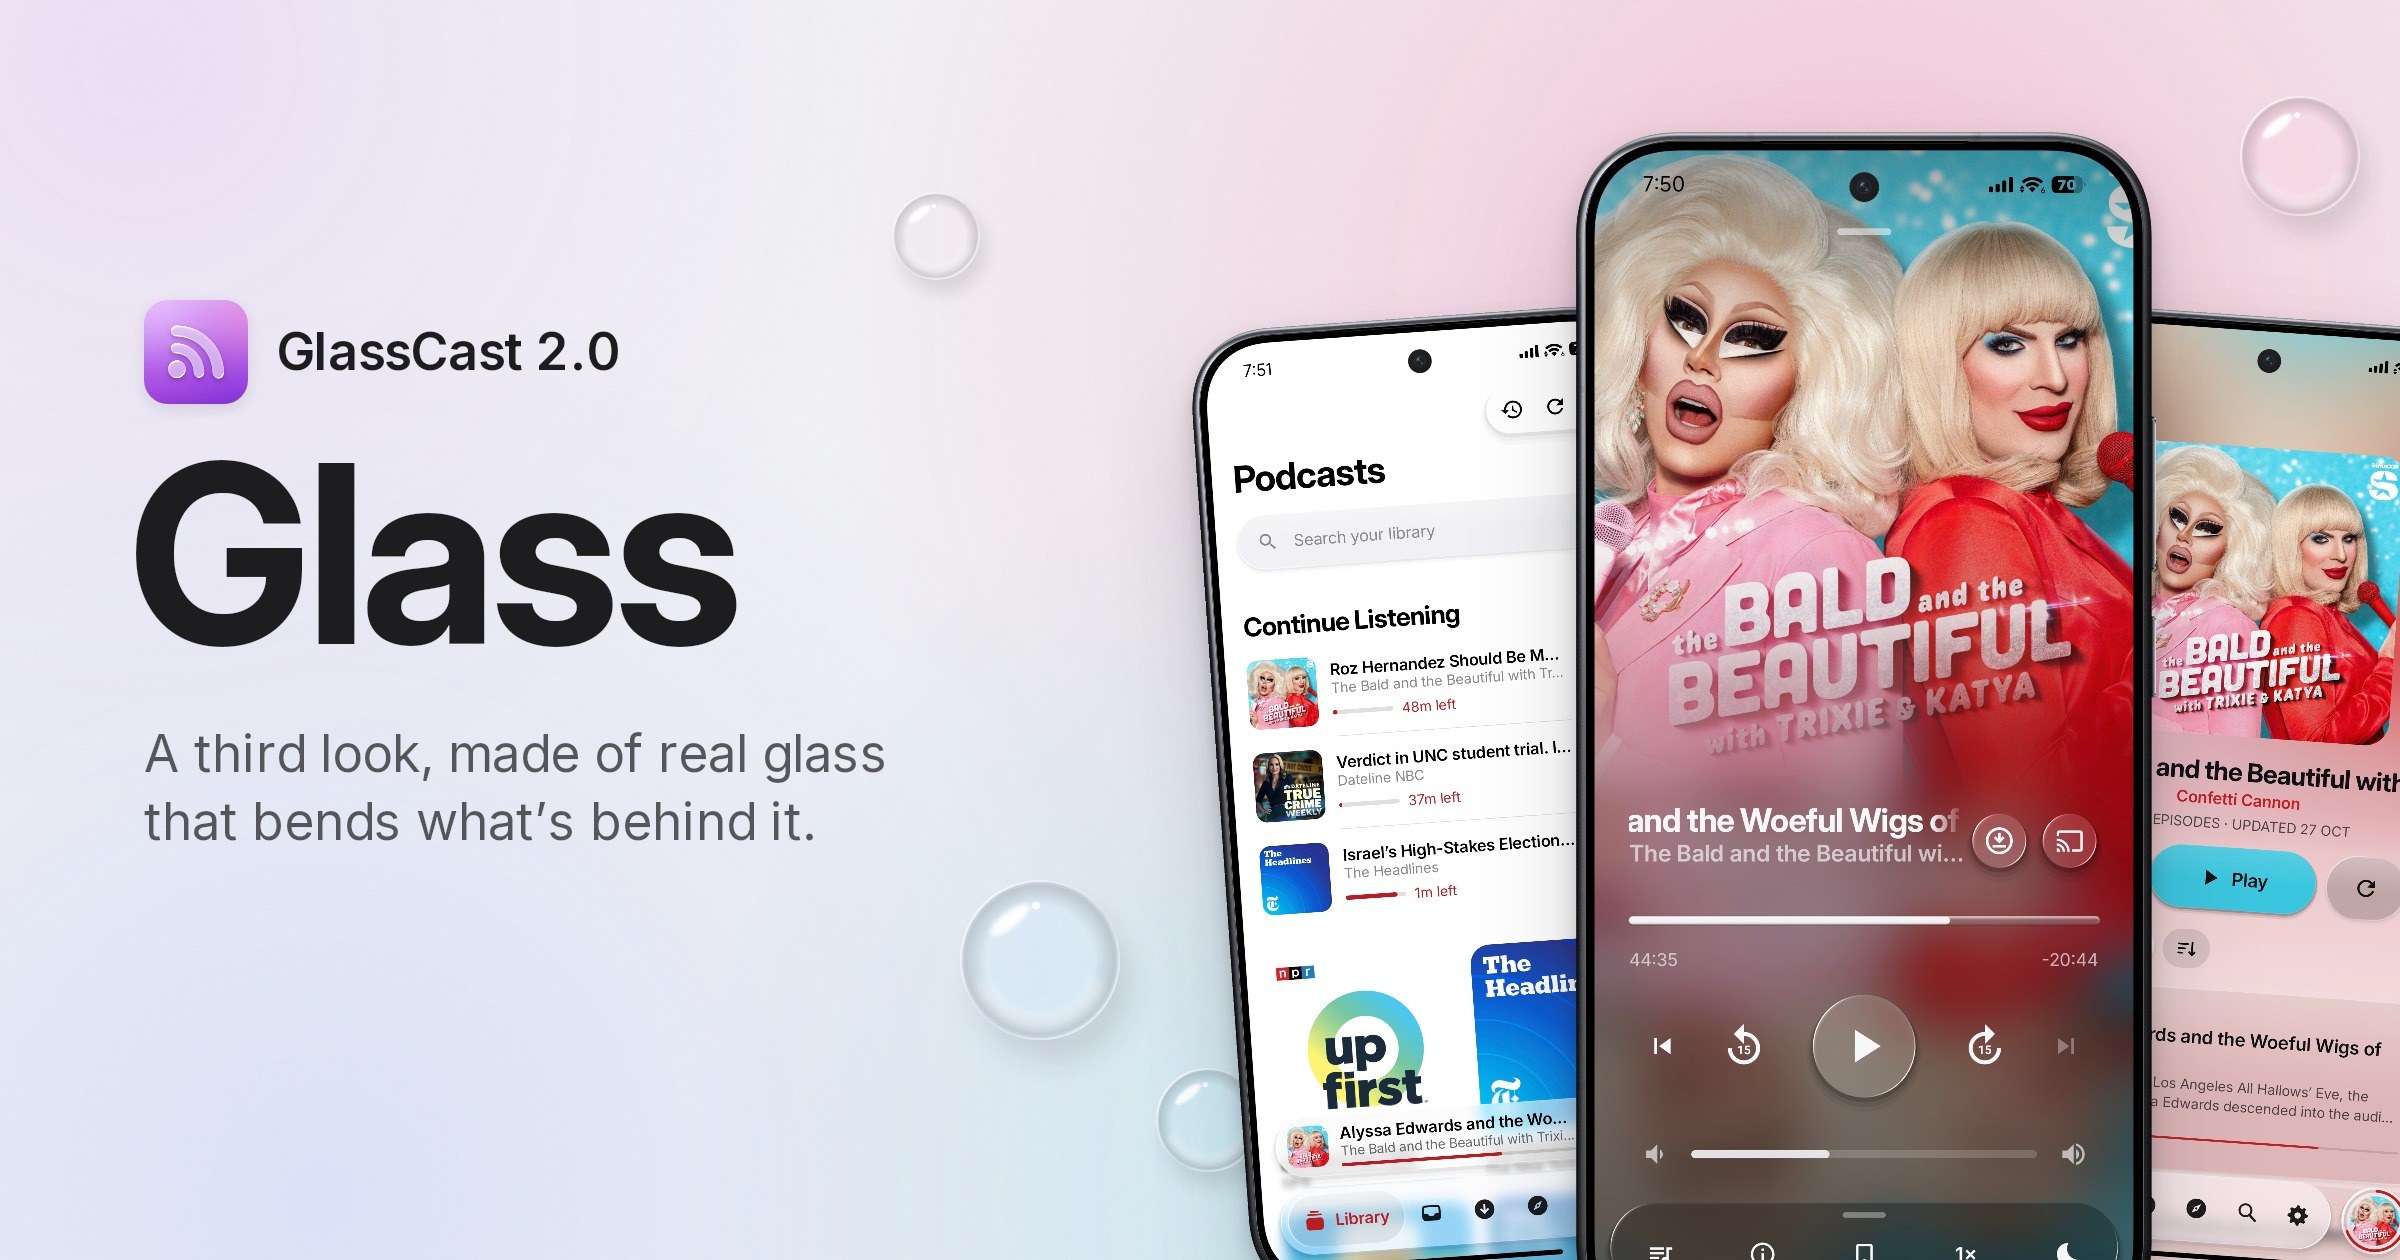 GlassCast 2.0
Glass
A third look, made of real glass
that bends what’s behind it.
7:51
Podcasts
Search your library
Continue Listening
Roz Hernandez Should Be M...
The Bald and the Beautiful with Tr...
48m left
DATELINE
TRUE
CRIME
WEEKLY
Verdict in UNC student trial. I...
Dateline NBC
37m left
The
Headlines
Israel’s High-Stakes Election...
The Headlines
1m left
npr
up
first
The
Alyssa Edwards and the Wo...
The Bald and the Beautiful with Trixi...
Library
7:50
70
the BALD and the
BEAUTIFUL
with TRIXIE & KATYA
and the Woeful Wigs of
The Bald and the Beautiful wi...
44:35
-20:44
15
15
1x
the BALD and the
BEAUTIFUL
with TRIXIE & KATYA
and the Beautiful with
Confetti Cannon
EPISODES · UPDATED 27 OCT
Play
and the Woeful Wigs of
Los Angeles All Hallows’ Eve, the
Edwards descended into the audi...